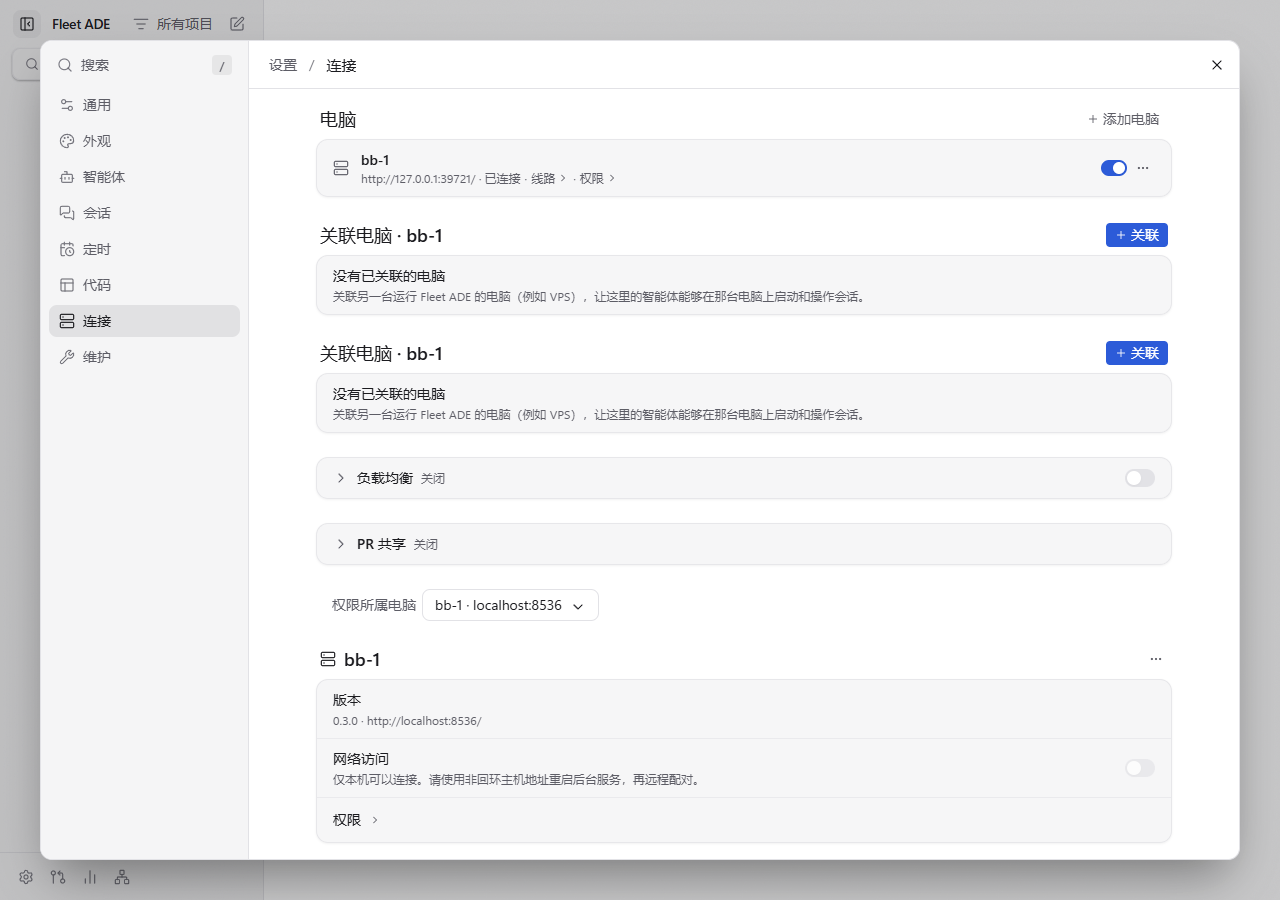 Fleet ADE
所有项目
搜索 /
通用
外观
智能体
会话
定时
代码
连接
维护
设置 / 连接
电脑
+ 添加电脑
bb-1
http://127.0.0.1:39721/ · 已连接 · 线路 › · 权限 ›
关联电脑 · bb-1
+ 关联
没有已关联的电脑
关联另一台运行 Fleet ADE 的电脑（例如 VPS），让这里的智能体能够在那台电脑上启动和操作会话。
关联电脑 · bb-1
+ 关联
没有已关联的电脑
关联另一台运行 Fleet ADE 的电脑（例如 VPS），让这里的智能体能够在那台电脑上启动和操作会话。
负载均衡 关闭
PR 共享 关闭
权限所属电脑 bb-1 · localhost:8536
bb-1
版本
0.3.0 · http://localhost:8536/
网络访问
仅本机可以连接。请使用非回环主机地址重启后台服务，再远程配对。
权限 ›